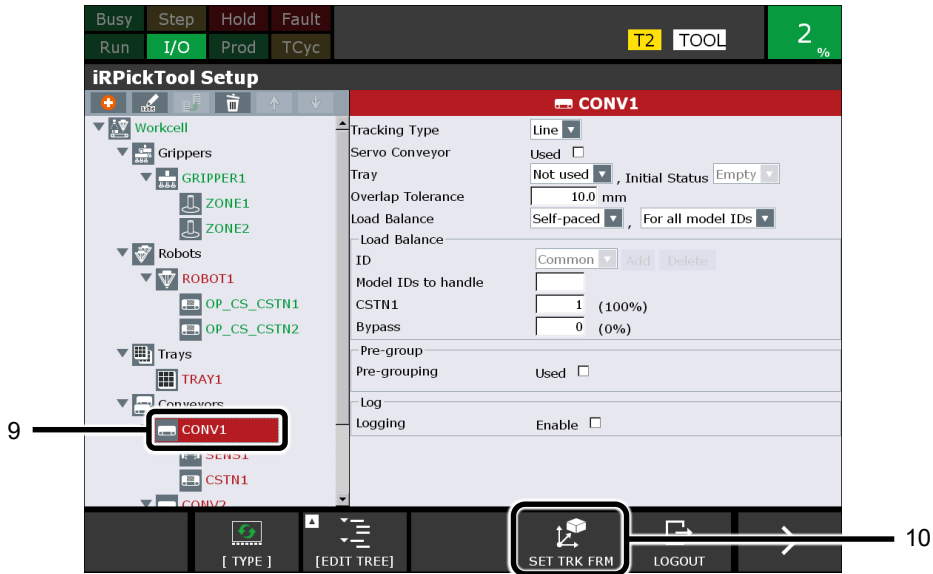 Busy Step Hold Fault
Run I/O Prod TCyc
T2 TOOL
2 %
iRPickTool Setup
CONV1
Workcell
Grippers
GRIPPER1
ZONE1
ZONE2
Robots
ROBOT1
OP_CS_CSTN1
OP_CS_CSTN2
Trays
TRAY1
Conveyors
CONV1
SENS1
CSTN1
CONV2
Tracking Type Line
Servo Conveyor Used
Tray Not used , Initial Status Empty
Overlap Tolerance 10.0 mm
Load Balance Self-paced , For all model IDs
Load Balance
ID Common Add Delete
Model IDs to handle
CSTN1 1 (100%)
Bypass 0 (0%)
Pre-group
Pre-grouping Used
Log
Logging Enable
9
10
[ TYPE ] [EDIT TREE] SET TRK FRM LOGOUT >